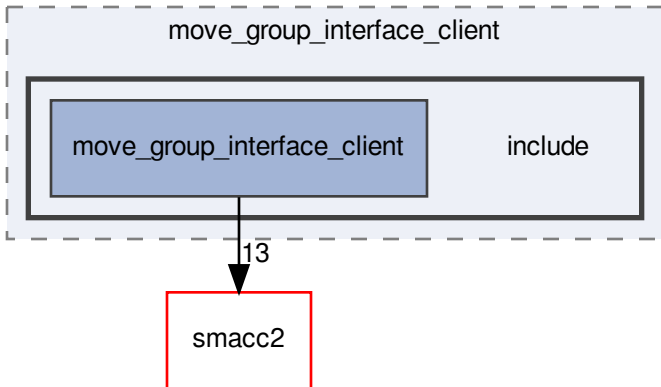 move_group_interface_client
move_group_interface_client
include
13
smacc2